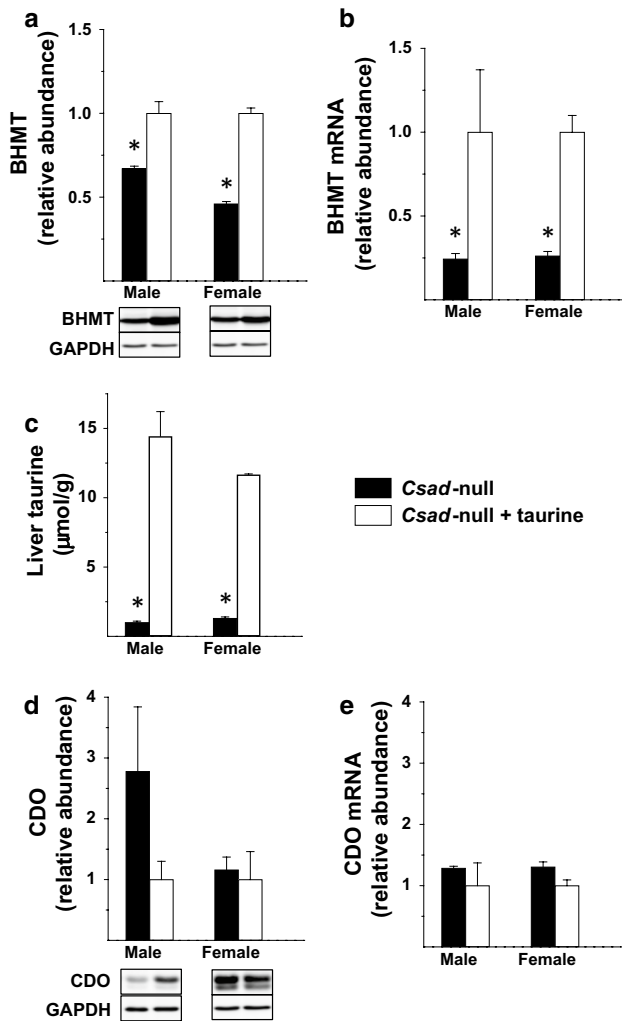 a
BHMT
(relative abundance)
1.5
1.0
0.5
*
*
Male Female
BHMT
GAPDH
b
BHMT mRNA
(relative abundance)
1.5
1.0
0.5
*
*
Male Female
c
Liver taurine
(µmol/g)
15
10
5
*
*
Male Female
Csad-null
Csad-null + taurine
d
CDO
(relative abundance)
4
3
2
1
Male Female
CDO
GAPDH
e
CDO mRNA
(relative abundance)
4
3
2
1
Male Female